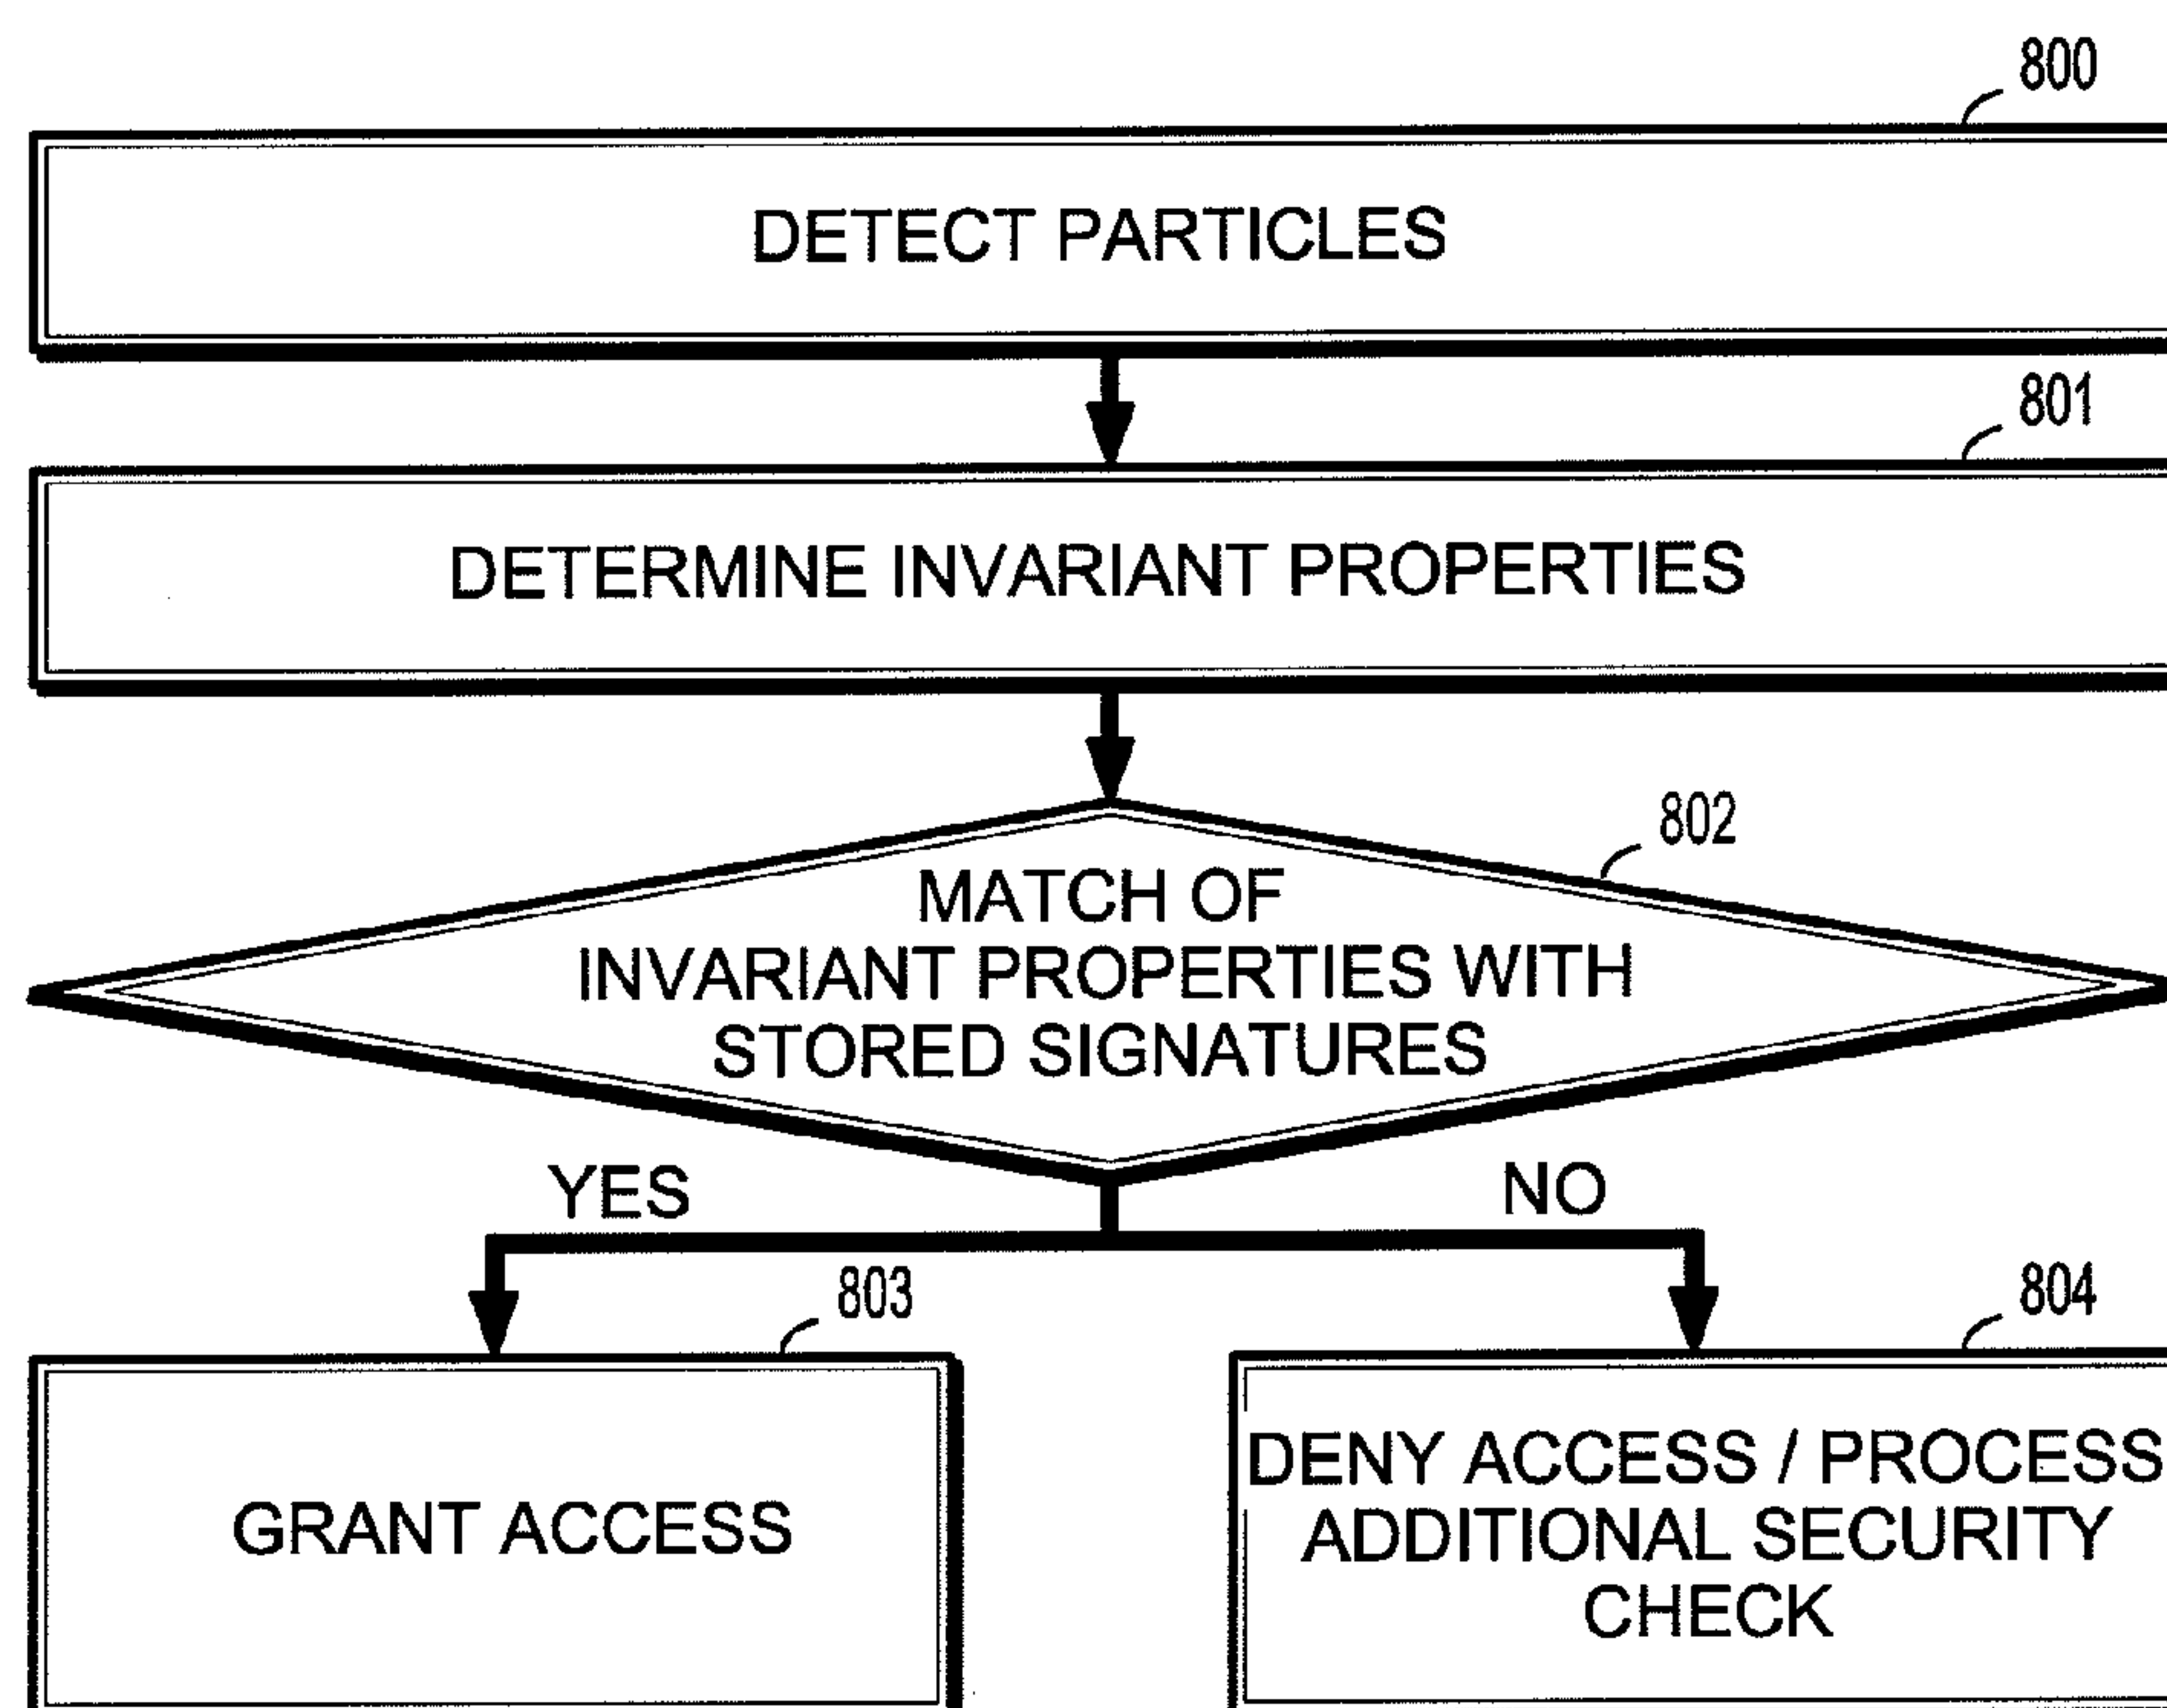 800
DETECT PARTICLES
801
DETERMINE INVARIANT PROPERTIES
802
MATCH OF
INVARIANT PROPERTIES WITH
STORED SIGNATURES
YES
NO
803
804
GRANT ACCESS
DENY ACCESS / PROCESS
ADDITIONAL SECURITY
CHECK